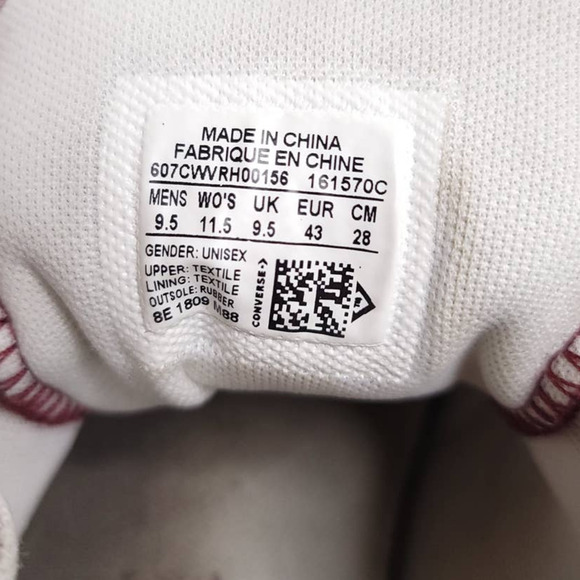 MADE IN CHINA
FABRIQUE EN CHINE
607CWVRH00156 161570C
MENS WO'S UK EUR CM
9.5 11.5 9.5 43 28
GENDER: UNISEX
UPPER: TEXTILE
LINING: TEXTILE
OUTSOLE: RUBBER
8E 1809 M88
CONVERSE